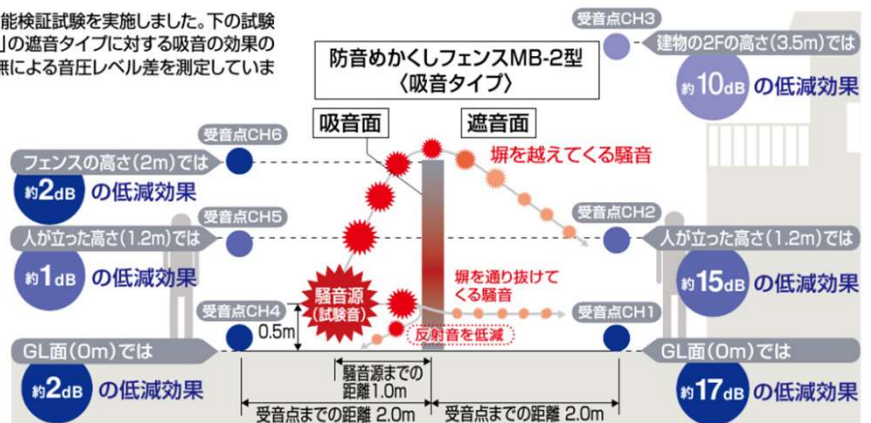 能検証試験を実施しました。下の試験
」の遮音タイプに対する吸音の効果の
無による音圧レベル差を測定していま
防音めかくしフェンスMB-2型
〈吸音タイプ〉
吸音面
遮音面
受音点CH3
建物の2Fの高さ(3.5m)では
約10dB の低減効果
受音点CH6
フェンスの高さ(2m)では
約2dB の低減効果
塀を越えてくる騒音
受音点CH5
人が立った高さ(1.2m)では
約1dB の低減効果
受音点CH2
人が立った高さ(1.2m)では
約15dB の低減効果
騒音源
(試験音)
塀を通り抜けて
くる騒音
反射音を低減
受音点CH4
0.5m
GL面(0m)では
約2dB の低減効果
受音点CH1
GL面(0m)では
約17dB の低減効果
騒音源までの
距離1.0m
受音点までの距離 2.0m
受音点までの距離 2.0m